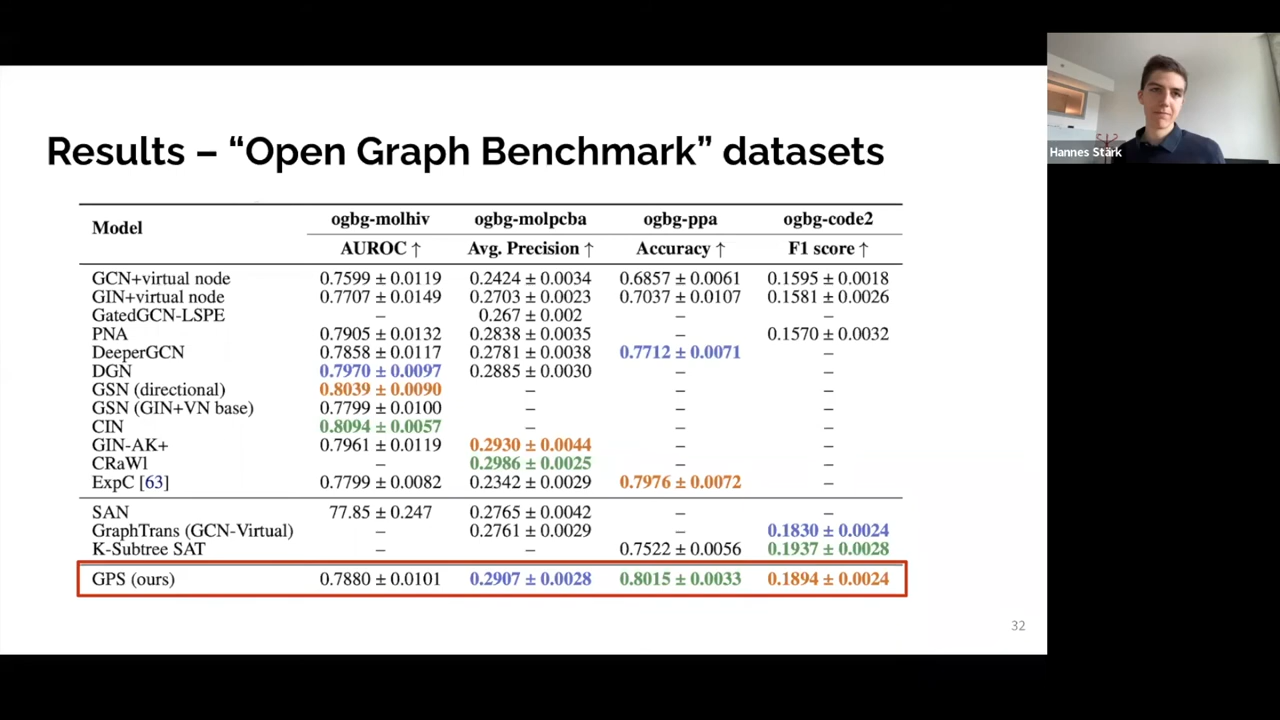 Results – “Open Graph Benchmark” datasets
Hannes Stärk
Model ogbg-molhiv ogbg-molpcba ogbg-ppa ogbg-code2
AUROC ↑ Avg. Precision ↑ Accuracy ↑ F1 score ↑
GCN+virtual node 0.7599 ± 0.0119 0.2424 ± 0.0034 0.6857 ± 0.0061 0.1595 ± 0.0018
GIN+virtual node 0.7707 ± 0.0149 0.2703 ± 0.0023 0.7037 ± 0.0107 0.1581 ± 0.0026
GatedGCN-LSPE – 0.267 ± 0.002 – –
PNA 0.7905 ± 0.0132 0.2838 ± 0.0035 – 0.1570 ± 0.0032
DeeperGCN 0.7858 ± 0.0117 0.2781 ± 0.0038 0.7712 ± 0.0071 –
DGN 0.7970 ± 0.0097 0.2885 ± 0.0030 – –
GSN (directional) 0.8039 ± 0.0090 – – –
GSN (GIN+VN base) 0.7799 ± 0.0100 – – –
CIN 0.8094 ± 0.0057 – – –
GIN-AK+ 0.7961 ± 0.0119 0.2930 ± 0.0044 – –
CRaWl – 0.2986 ± 0.0025 – –
ExpC [63] 0.7799 ± 0.0082 0.2342 ± 0.0029 0.7976 ± 0.0072 –
SAN 77.85 ± 0.247 0.2765 ± 0.0042 – –
GraphTrans (GCN-Virtual) – 0.2761 ± 0.0029 – 0.1830 ± 0.0024
K-Subtree SAT – – 0.7522 ± 0.0056 0.1937 ± 0.0028
GPS (ours) 0.7880 ± 0.0101 0.2907 ± 0.0028 0.8015 ± 0.0033 0.1894 ± 0.0024
32